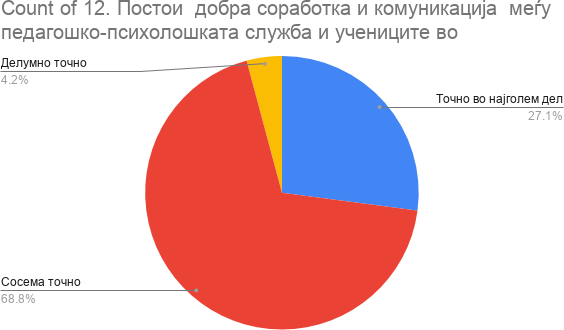 Count of 12. Постои  добра соработка и комуникација  меѓу
педагошко-психолошката служба и учениците во
Делумно точно
4.2%
Точно во најголем дел
27.1%
Сосема точно
68.8%